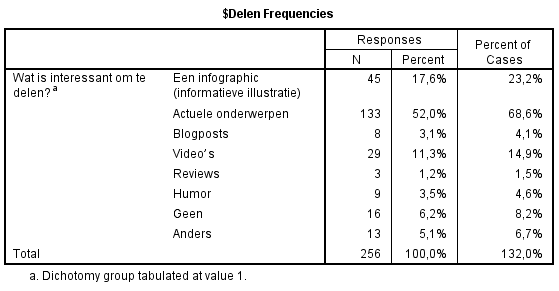 $Delen Frequencies
Responses
Percent of Cases
N Percent
Wat is interessant om te delen? a
Een infographic (informatieve illustratie) 45 17,6% 23,2%
Actuele onderwerpen 133 52,0% 68,6%
Blogposts 8 3,1% 4,1%
Video's 29 11,3% 14,9%
Reviews 3 1,2% 1,5%
Humor 9 3,5% 4,6%
Geen 16 6,2% 8,2%
Anders 13 5,1% 6,7%
Total 256 100,0% 132,0%
a. Dichotomy group tabulated at value 1.